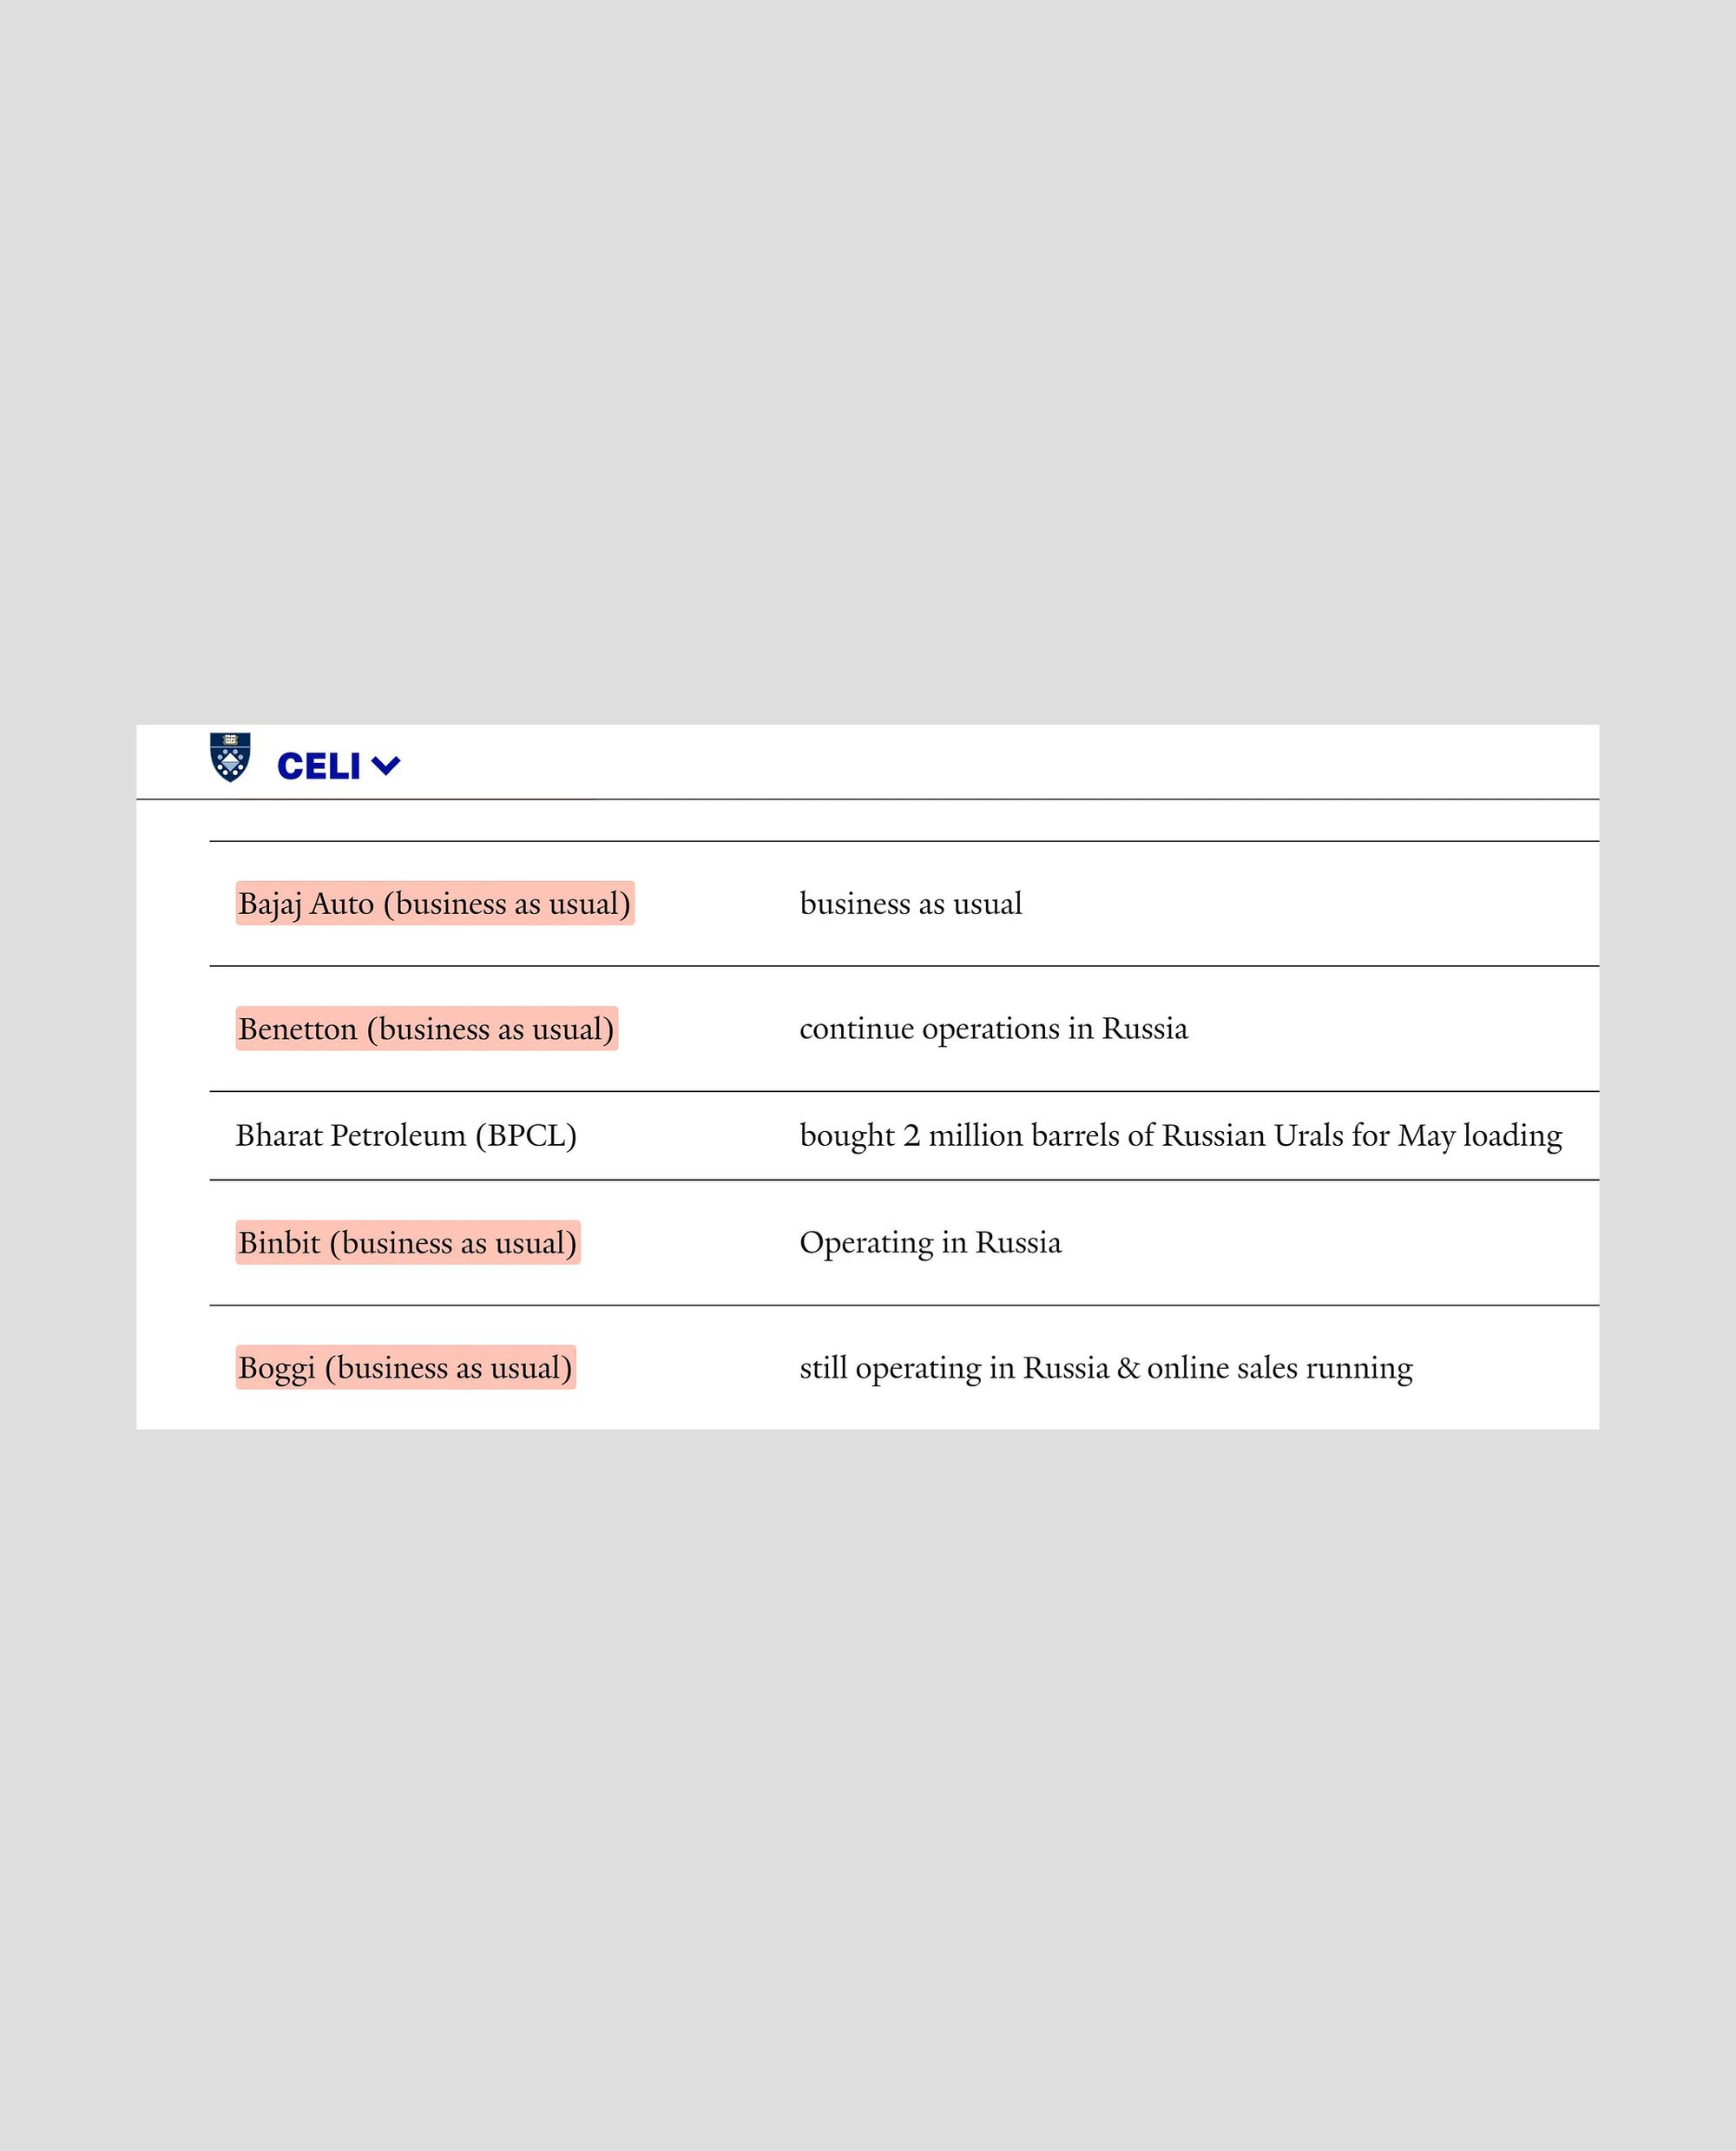 CELI
Bajaj Auto (business as usual) business as usual
Benetton (business as usual) continue operations in Russia
Bharat Petroleum (BPCL) bought 2 million barrels of Russian Urals for May loading
Binbit (business as usual) Operating in Russia
Boggi (business as usual) still operating in Russia & online sales running